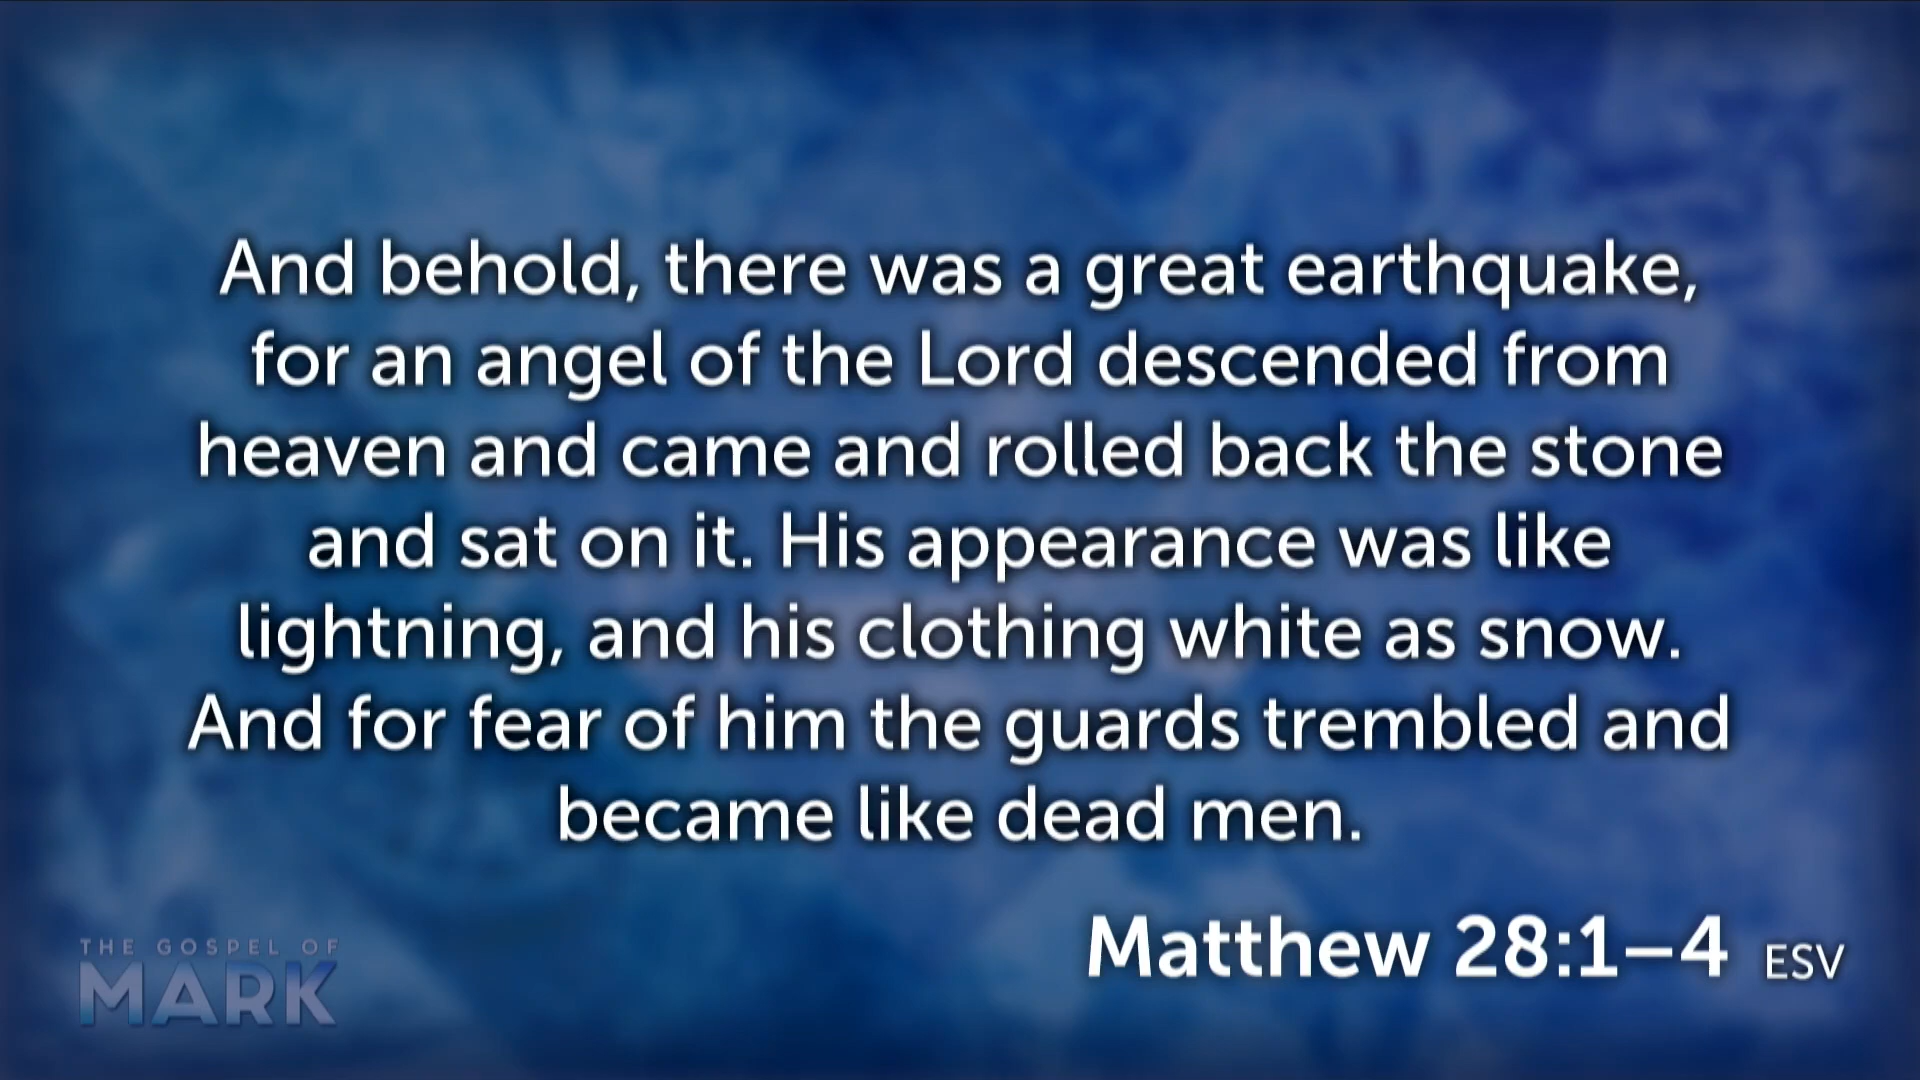 And behold, there was a great earthquake,
for an angel of the Lord descended from
heaven and came and rolled back the stone
and sat on it. His appearance was like
lightning, and his clothing white as snow.
And for fear of him the guards trembled and
became like dead men.
Matthew 28:1–4 ESV
THE GOSPEL OF
MARK